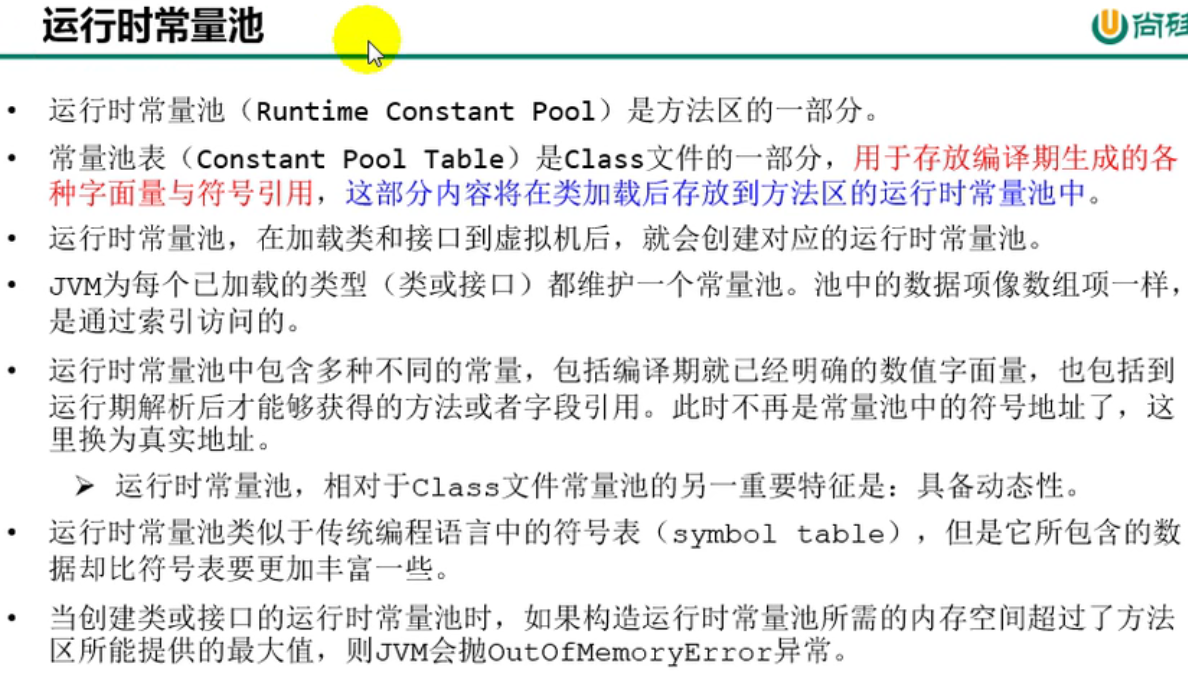 运行时常量池
尚硅
• 运行时常量池（Runtime Constant Pool）是方法区的一部分。
• 常量池表（Constant Pool Table）是Class文件的一部分，用于存放编译期生成的各
种字面量与符号引用，这部分内容将在类加载后存放到方法区的运行时常量池中。
• 运行时常量池，在加载类和接口到虚拟机后，就会创建对应的运行时常量池。
• JVM为每个已加载的类型（类或接口）都维护一个常量池。池中的数据项像数组项一样，
是通过索引访问的。
• 运行时常量池中包含多种不同的常量，包括编译期就已经明确的数值字面量，也包括到
运行期解析后才能够获得的方法或者字段引用。此时不再是常量池中的符号地址了，这
里换为真实地址。
➢ 运行时常量池，相对于Class文件常量池的另一重要特征是：具备动态性。
• 运行时常量池类似于传统编程语言中的符号表（symbol table），但是它所包含的数
据却比符号表要更加丰富一些。
• 当创建类或接口的运行时常量池时，如果构造运行时常量池所需的内存空间超过了方法
区所能提供的最大值，则JVM会抛OutOfMemoryError异常。